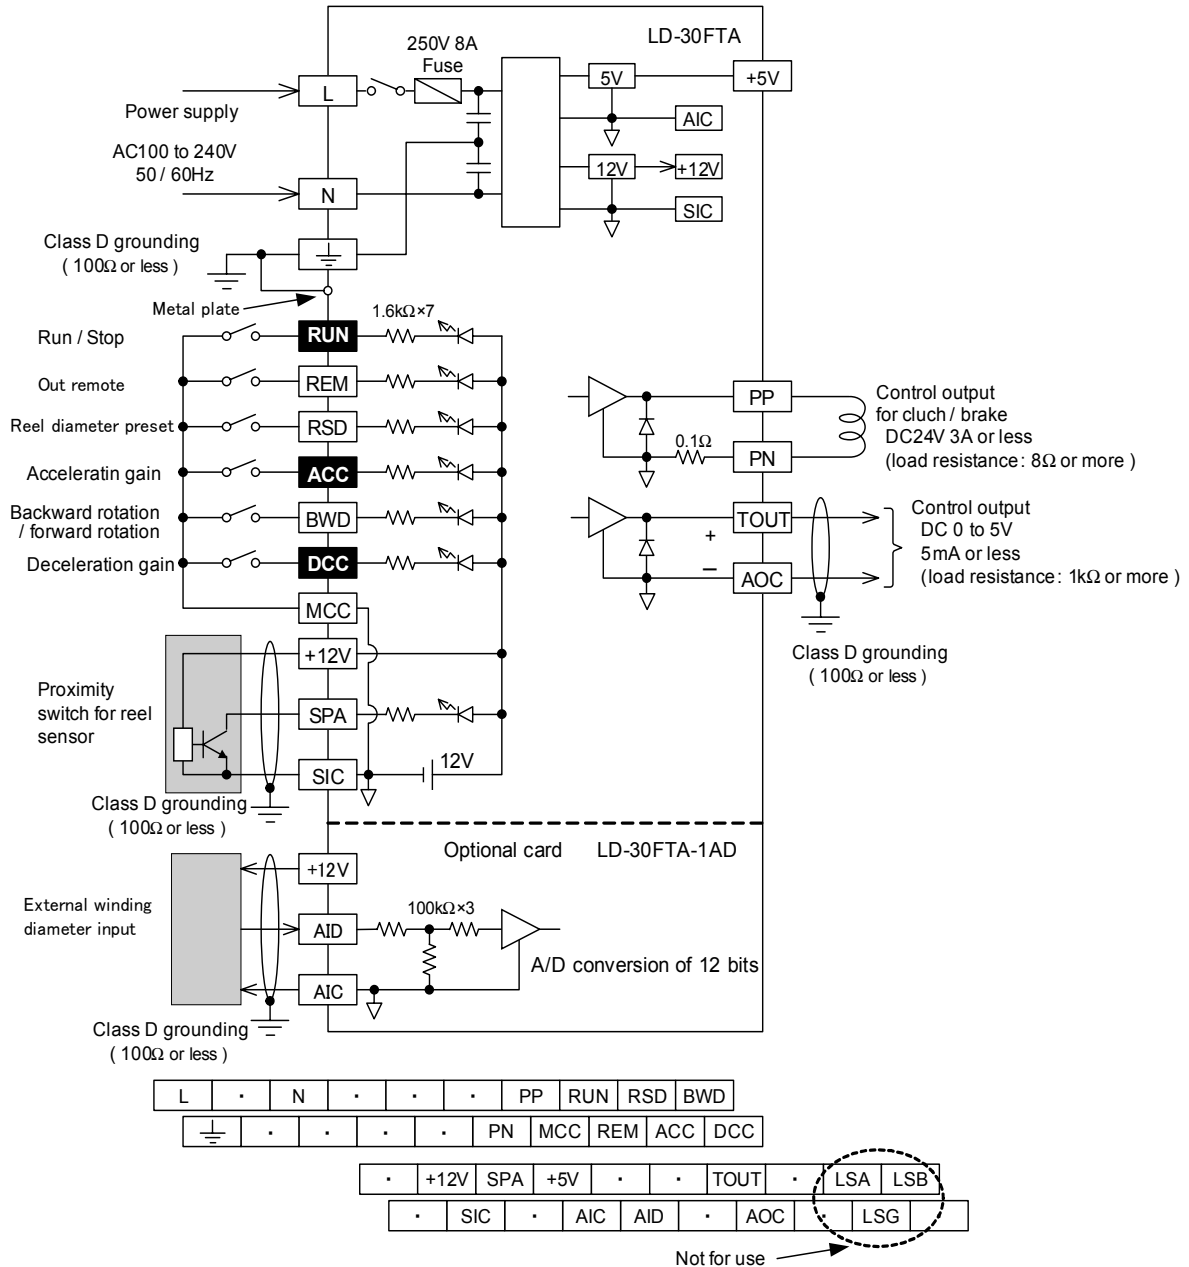 LD-30FTA
250V 8A
Fuse
L
5V
+5V
Power supply
AIC
AC100 to 240V
50 / 60Hz
12V
+12V
N
SIC
Class D grounding
( 100Ω or less )
Metal plate
1.6kΩ×7
Run / Stop
RUN
Out remote
REM
Reel diameter preset
RSD
Acceleratin gain
ACC
Backward rotation
/ forward rotation
BWD
Deceleration gain
DCC
MCC
+12V
Proximity
switch for reel
sensor
SPA
SIC
12V
Class D grounding
( 100Ω or less )
PP
Control output
for cluch / brake
DC24V 3A or less
(load resistance: 8Ω or more )
0.1Ω
PN
TOUT
+
–
AOC
Control output
DC 0 to 5V
5mA or less
(load resistance: 1kΩ or more )
Class D grounding
( 100Ω or less )
Optional card LD-30FTA-1AD
+12V
External winding
diameter input
AID
100kΩ×3
A/D conversion of 12 bits
AIC
Class D grounding
( 100Ω or less )
L · N · · · PP RUN RSD BWD
· · · · PN MCC REM ACC DCC
· +12V SPA +5V · · TOUT · LSA LSB
· SIC · AIC AID · AOC · LSG
Not for use